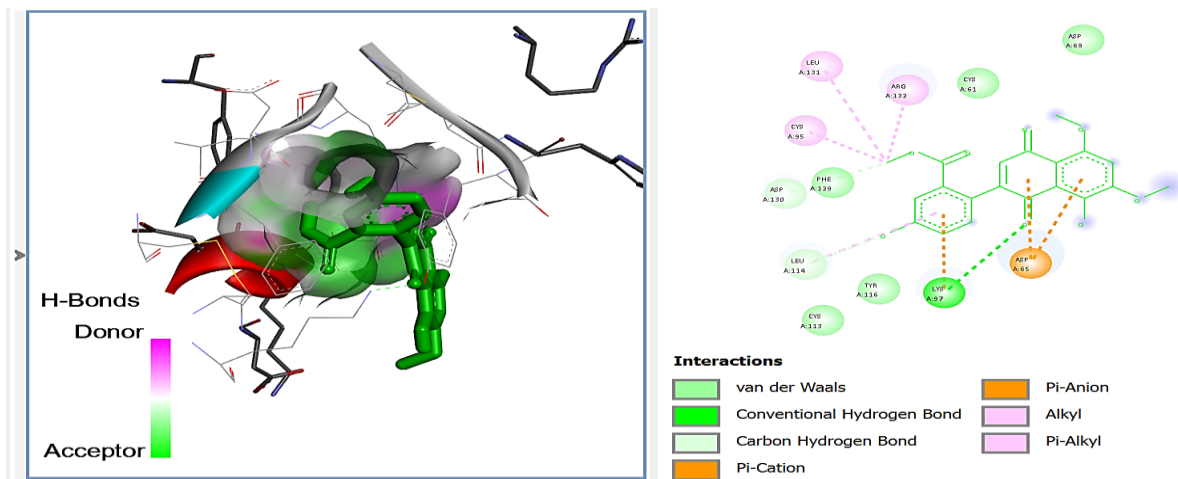 H-Bonds
Donor
Acceptor
ASP
A:69
LEU
A:131
CYS
A:61
ARG
A:132
CYS
A:95
PHE
A:129
ASP
A:130
LEU
A:114
ASP
A:65
TYR
A:116
LYS
A:97
CYS
A:113
Interactions
van der Waals
Conventional Hydrogen Bond
Carbon Hydrogen Bond
Pi-Cation
Pi-Anion
Alkyl
Pi-Alkyl